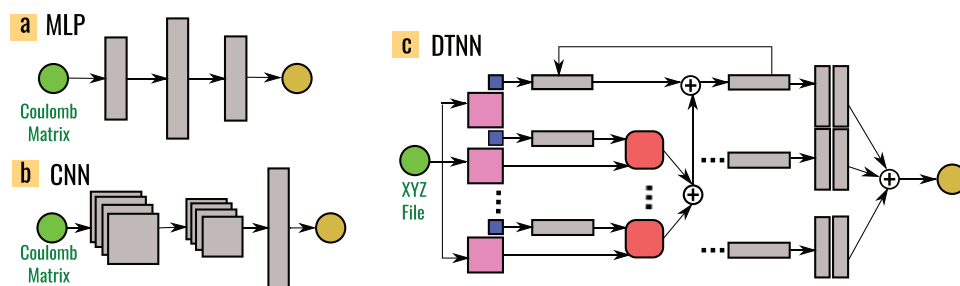 a MLP
Coulomb
Matrix
b CNN
Coulomb
Matrix
c DTNN
XYZ
File